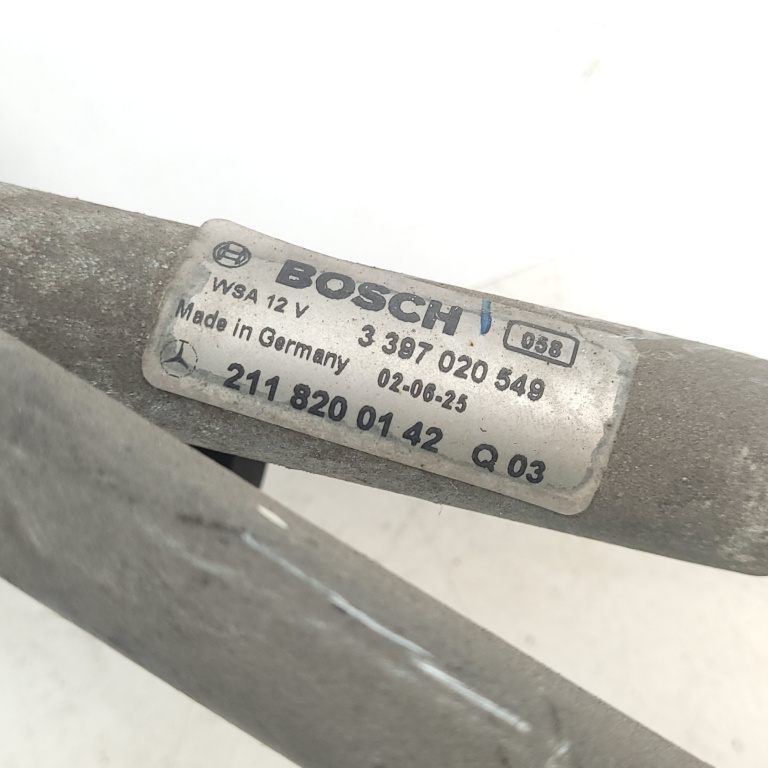 BOSCH
WSA 12 V
3 397 020 549
058
Made in Germany
02-06-25
211 820 01 42 Q 03